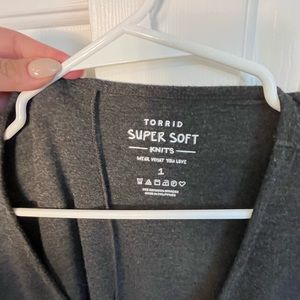 TORRID
SUPER SOFT
KNITS
WEAR WHAT YOU LOVE
1